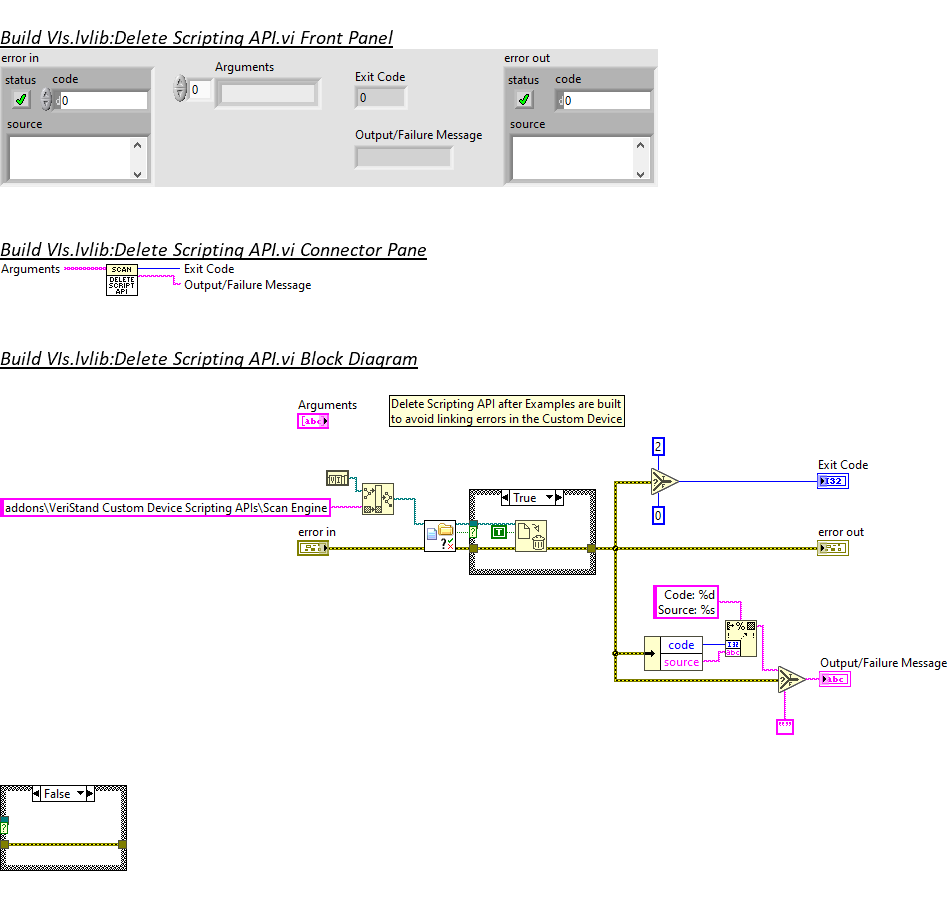 Build VIs.lvlib:Delete Scripting API.vi Front Panel
error in
status code
0
source
Arguments
0
Exit Code
0
Output/Failure Message
error out
status code
0
source
Build VIs.lvlib:Delete Scripting API.vi Connector Pane
Arguments
SCAN
DELETE
SCRIPT
API
Exit Code
Output/Failure Message
Build VIs.lvlib:Delete Scripting API.vi Block Diagram
Arguments
abc
Delete Scripting API after Examples are built
to avoid linking errors in the Custom Device
2
Exit Code
I32
0
addons\VeriStand Custom Device Scripting APIs\Scan Engine
True
T
error in
error out
Code: %d
Source: %s
code
source
I32
abc
Output/Failure Message
abc
False